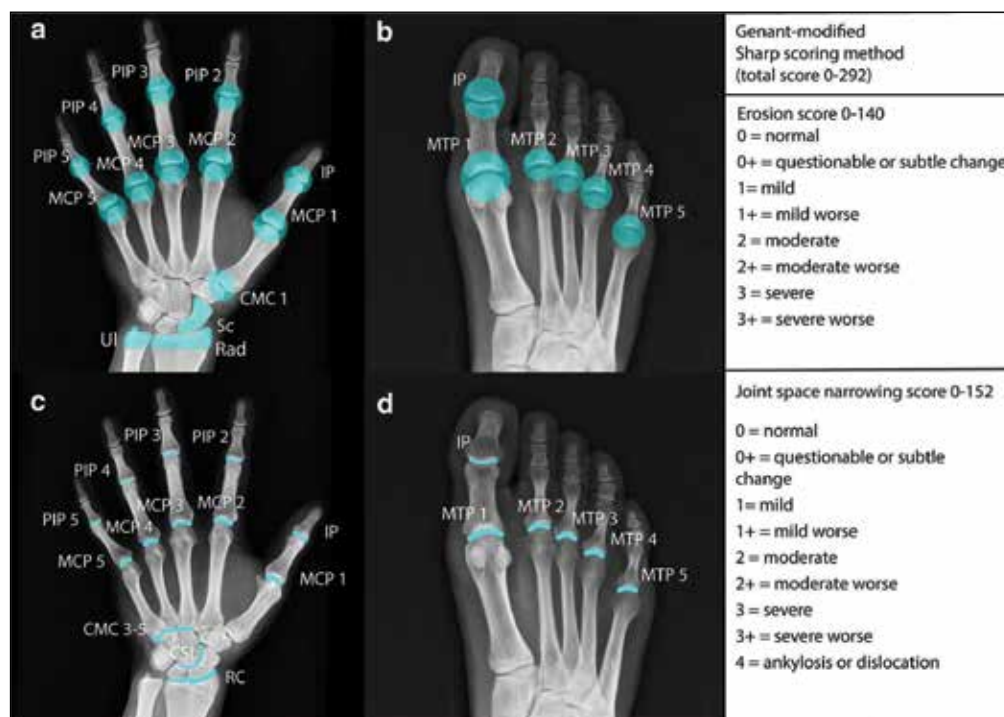 a
PIP 3
PIP 2
PIP 4
MCP 3
MCP 2
PIP 5
MCP 4
IP
MCP 5
MCP 1
CMC 1
Sc
Ul
Rad
b
IP
MTP 1
MTP 2
MTP 3
MTP 4
MTP 5
Genant-modified
Sharp scoring method
(total score 0-292)
Erosion score 0-140
0 = normal
0+ = questionable or subtle change
1= mild
1+ = mild worse
2 = moderate
2+ = moderate worse
3 = severe
3+ = severe worse
c
PIP 3
PIP 2
PIP 4
MCP 3
MCP 2
PIP 5
MCP 4
IP
MCP 5
MCP 1
CMC 3-5
CSL
RC
d
IP
MTP 1
MTP 2
MTP 3
MTP 4
MTP 5
Joint space narrowing score 0-152
0 = normal
0+ = questionable or subtle
change
1= mild
1+ = mild worse
2 = moderate
2+ = moderate worse
3 = severe
3+ = severe worse
4 = ankylosis or dislocation